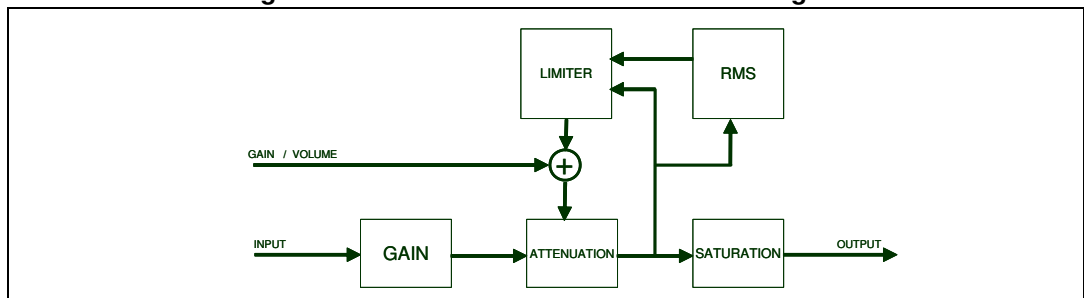 LIMITER
RMS
GAIN / VOLUME
+
INPUT
GAIN
ATTENUATION
SATURATION
OUTPUT